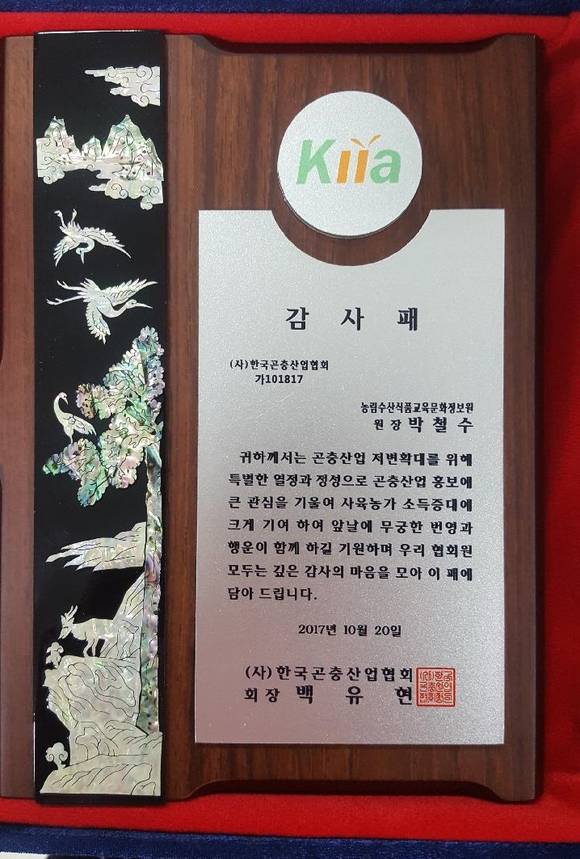 Kiia
감 사 패
(사)한국곤충산업협회
가101817
농림수산식품교육문화정보원
원 장 박 철 수
귀하께서는 곤충산업 저변확대를 위해
특별한 열정과 정성으로 곤충산업 홍보에
큰 관심을 기울여 사육농가 소득증대에
크게 기여 하여 앞날에 무궁한 번영과
행운이 함께 하길 기원하며 우리 협회원
모두는 깊은 감사의 마음을 모아 이 패에
담아 드립니다.
2017년 10월 20일
(사)한국곤충산업협회
회 장 백 유 현